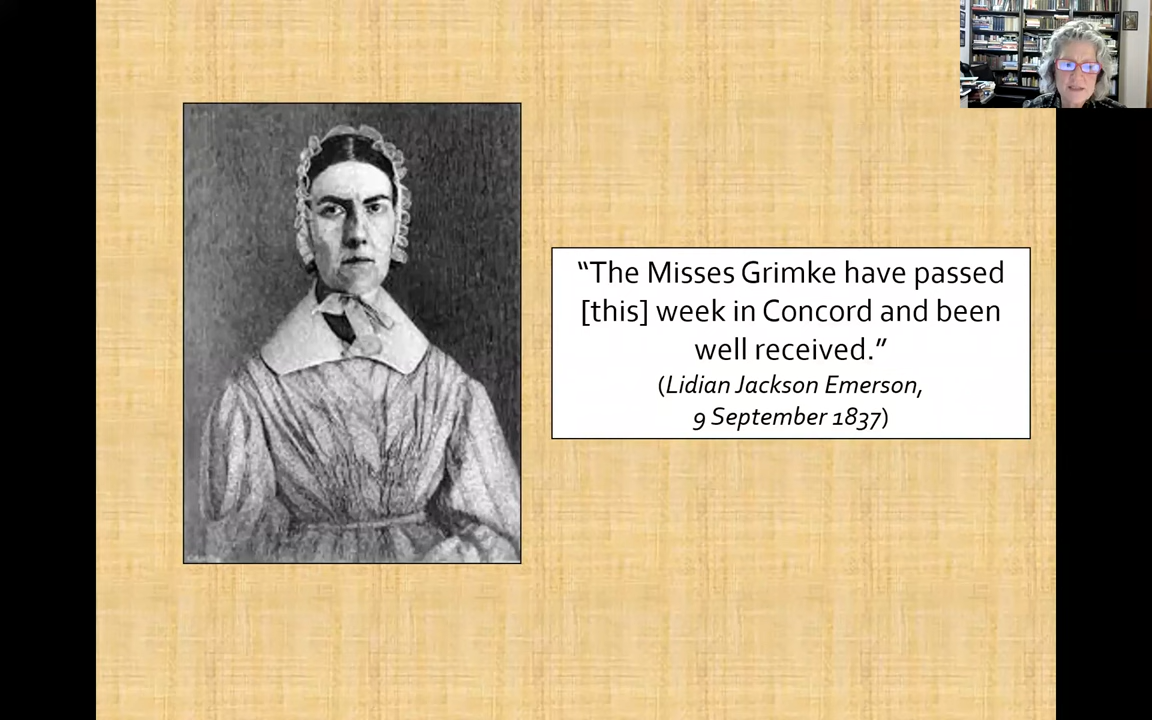 “The Misses Grimke have passed
[this] week in Concord and been
well received.”
(Lidian Jackson Emerson,
9 September 1837)